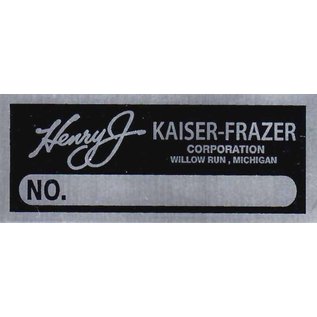 Henry J KAISER-FRAZER
CORPORATION
WILLOW RUN , MICHIGAN
NO.